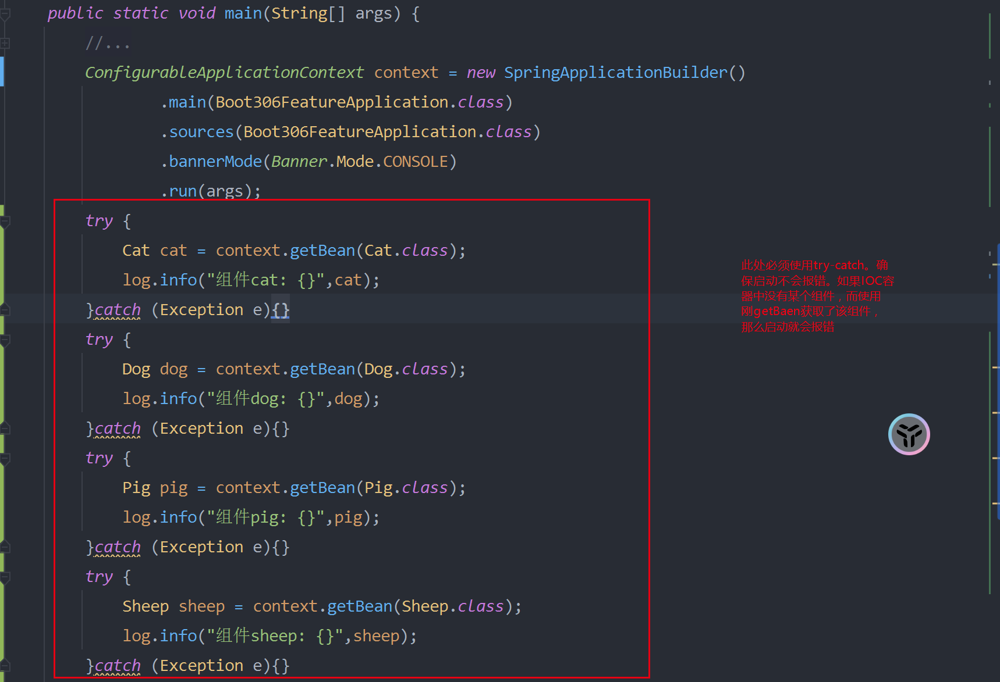 public static void main(String[] args) {
//...
ConfigurableApplicationContext context = new SpringApplicationBuilder()
.main(Boot306FeatureApplication.class)
.sources(Boot306FeatureApplication.class)
.bannerMode(Banner.Mode.CONSOLE)
.run(args);
try {
Cat cat = context.getBean(Cat.class);
log.info("组件cat: {}",cat);
}catch (Exception e){}
try {
Dog dog = context.getBean(Dog.class);
log.info("组件dog: {}",dog);
}catch (Exception e){}
try {
Pig pig = context.getBean(Pig.class);
log.info("组件pig: {}",pig);
}catch (Exception e){}
try {
Sheep sheep = context.getBean(Sheep.class);
log.info("组件sheep: {}",sheep);
}catch (Exception e){}
此处必须使用try-catch。确
保启动不会报错。如果IOC容
器中没有某个组件，而使用
刚getBaen获取了该组件，
那么启动就会报错